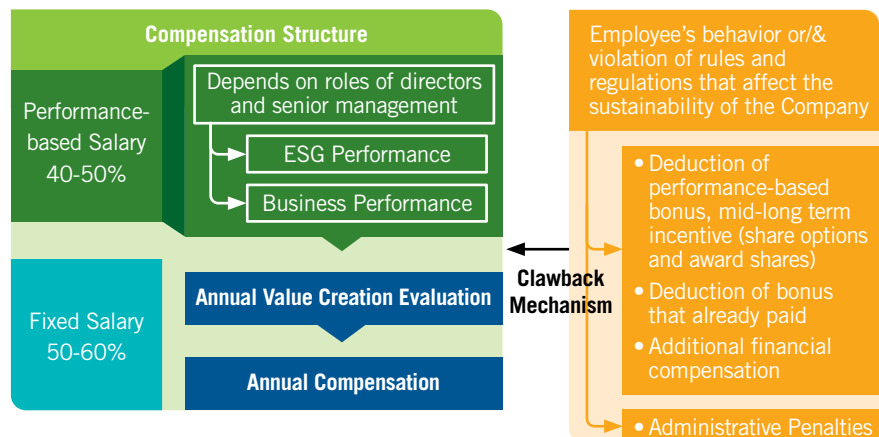 Compensation Structure
Performance-
based Salary
40-50%
Depends on roles of directors
and senior management
ESG Performance
Business Performance
Fixed Salary
50-60%
Annual Value Creation Evaluation
Annual Compensation
Clawback
Mechanism
Employee’s behavior or/&
violation of rules and
regulations that affect the
sustainability of the Company
• Deduction of
performance-based
bonus, mid-long term
incentive (share options
and award shares)
• Deduction of bonus
that already paid
• Additional financial
compensation
• Administrative Penalties